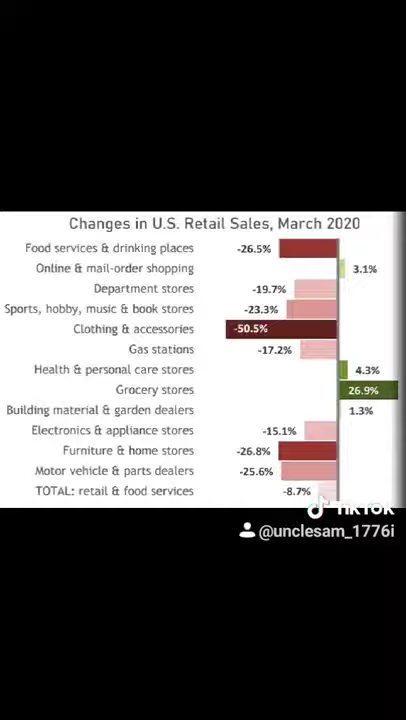 Changes in U.S. Retail Sales, March 2020
Food services & drinking places -26.5%
Online & mail-order shopping 3.1%
Department stores -19.7%
Sports, hobby, music & book stores -23.3%
Clothing & accessories -50.5%
Gas stations -17.2%
Health & personal care stores 4.3%
Grocery stores 26.9%
Building material & garden dealers 1.3%
Electronics & appliance stores -15.1%
Furniture & home stores -26.8%
Motor vehicle & parts dealers -25.6%
TOTAL: retail & food services -8.7%
TikTok
@unclesam_1776i